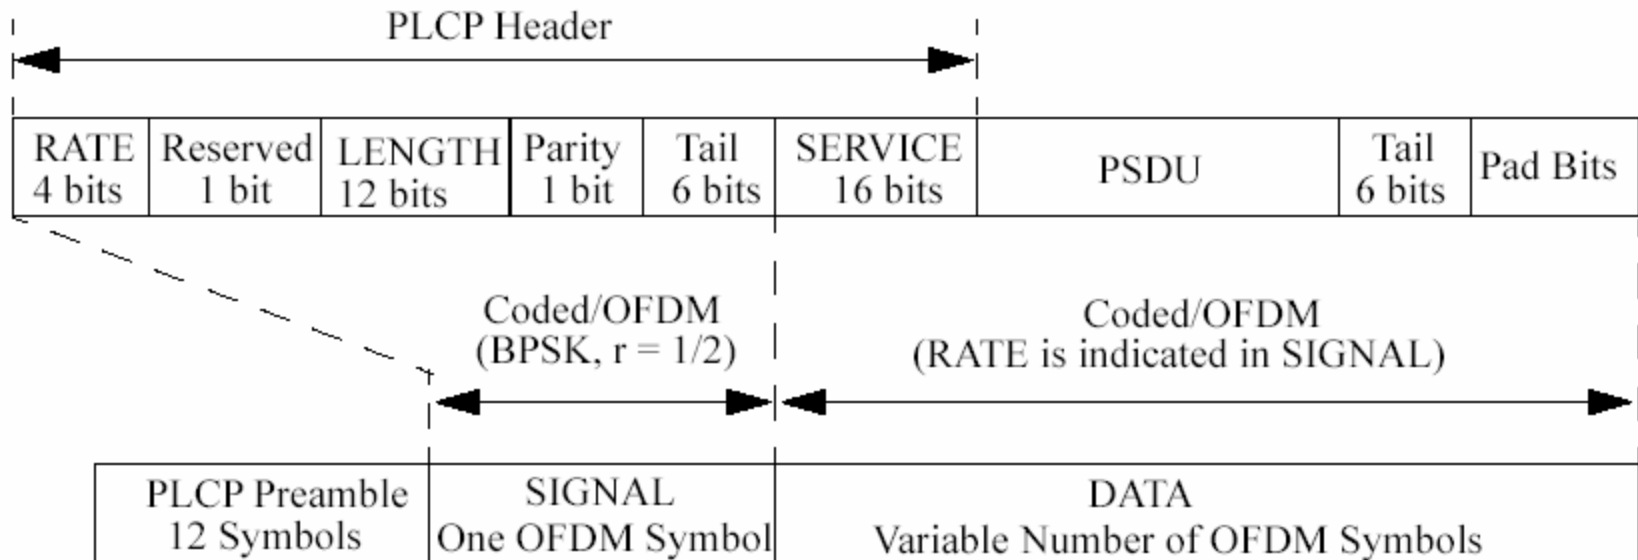 PLCP Header
RATE
4 bits
Reserved
1 bit
LENGTH
12 bits
Parity
1 bit
Tail
6 bits
SERVICE
16 bits
PSDU
Tail
6 bits
Pad Bits
Coded/OFDM
(BPSK, r = 1/2)
Coded/OFDM
(RATE is indicated in SIGNAL)
PLCP Preamble
12 Symbols
SIGNAL
One OFDM Symbol
DATA
Variable Number of OFDM Symbols